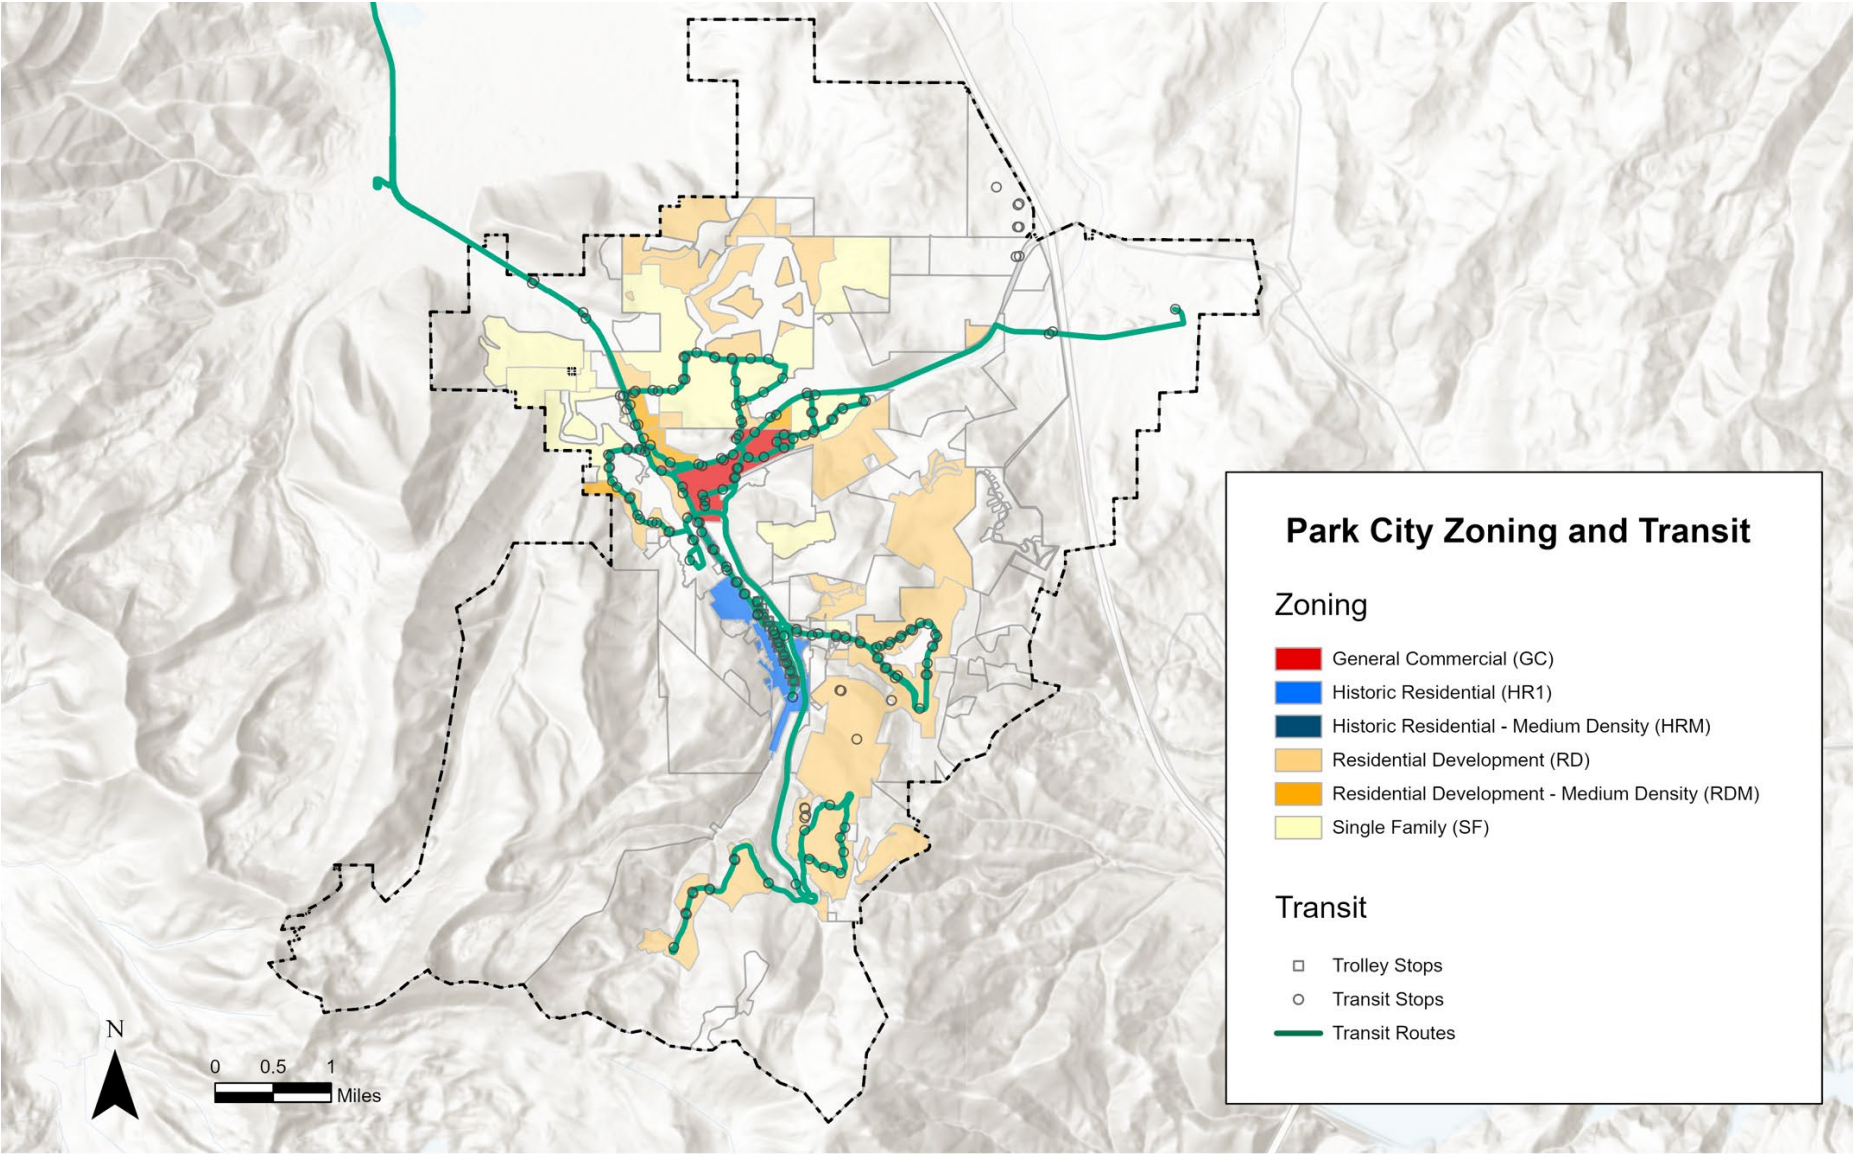 Park City Zoning and Transit
Zoning
General Commercial (GC)
Historic Residential (HR1)
Historic Residential - Medium Density (HRM)
Residential Development (RD)
Residential Development - Medium Density (RDM)
Single Family (SF)
Transit
Trolley Stops
Transit Stops
Transit Routes
N
0 0.5 1
Miles